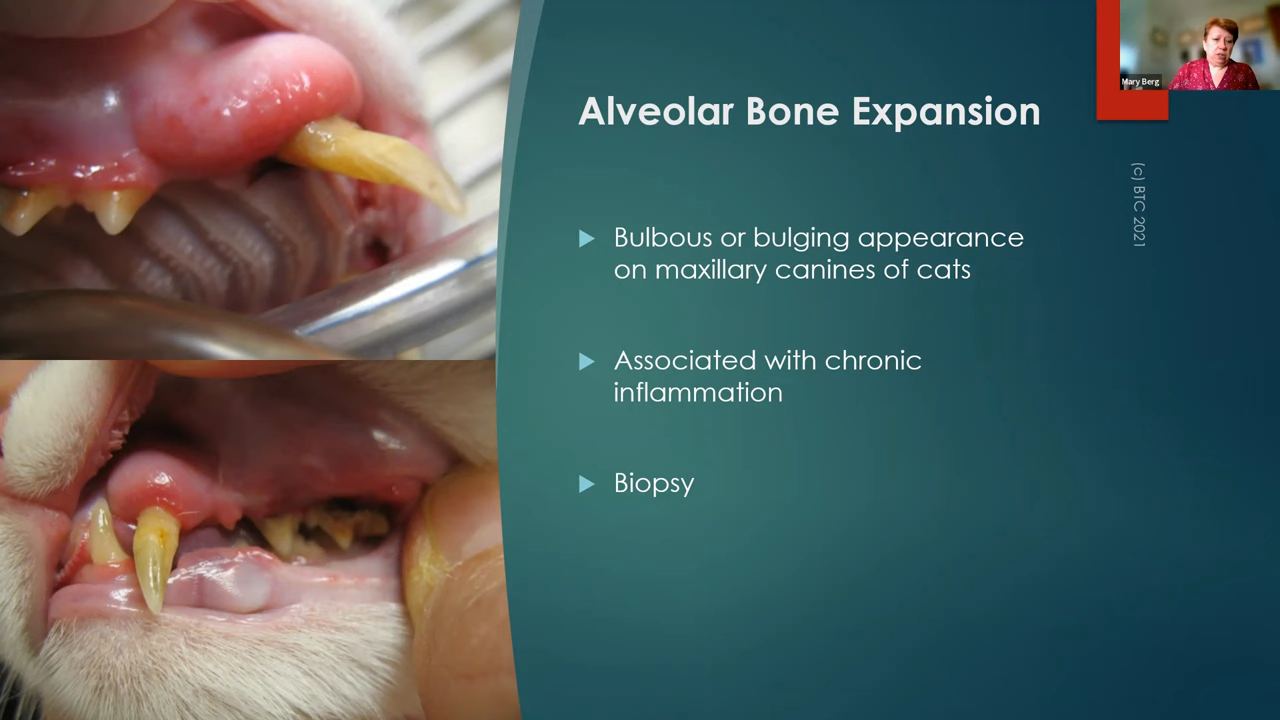 Mary Berg
Alveolar Bone Expansion
(c) BTC 2021
Bulbous or bulging appearance
on maxillary canines of cats
Associated with chronic
inflammation
Biopsy